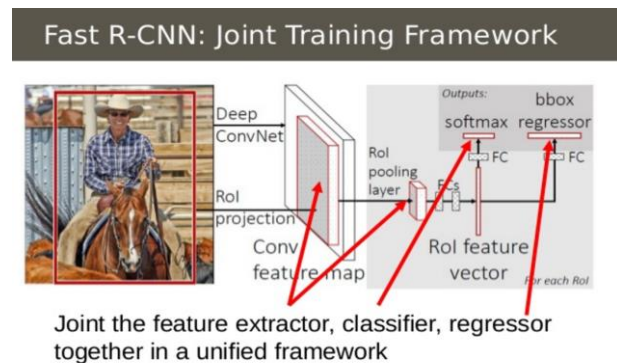 Fast R-CNN: Joint Training Framework
Outputs:
bbox
softmax regressor
Deep
ConvNet
FC
FC
RoI
pooling
layer
FCs
RoI
projection
Conv
feature map
RoI feature
vector
For each RoI
Joint the feature extractor, classifier, regressor
together in a unified framework